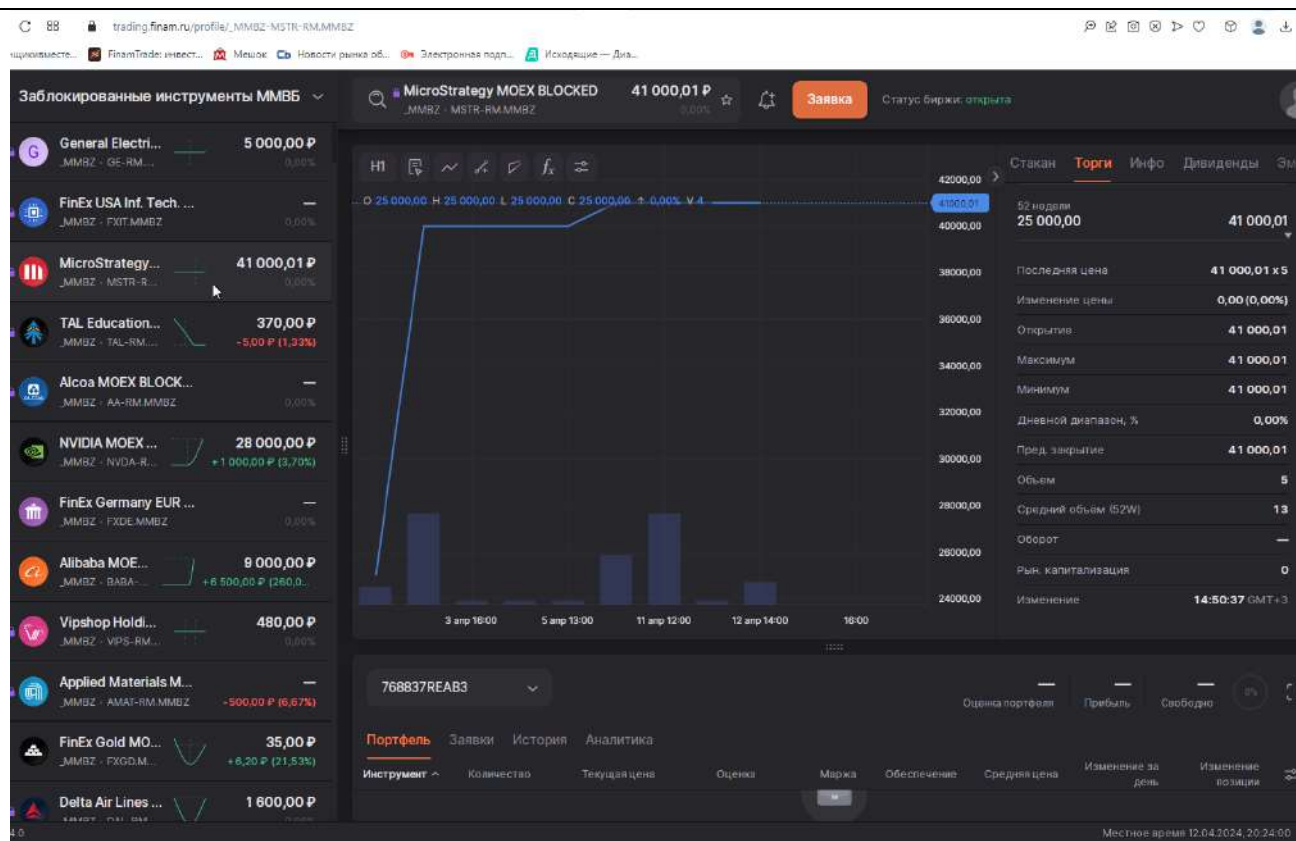 trading.finam.ru/profile/_MMBZ-MSTR-RM.MMBZ
FinamTrade: инвест... Мешок Новости рынка об... Электронная подп... Исходящие — Диа...
Заблокированные инструменты ММВБ
MicroStrategy MOEX BLOCKED 41 000,01 ₽
_MMBZ · MSTR-RM.MMBZ 0,00%
Заявка
Статус биржи: открыта
General Electri... 5 000,00 ₽
_MMBZ · GE-RM.... 0,00%
FinEx USA Inf. Tech. ... —
_MMBZ · FXIT.MMBZ 0,00%
MicroStrategy... 41 000,01 ₽
_MMBZ · MSTR-R... 0,00%
TAL Education... 370,00 ₽
_MMBZ · TAL-RM.... -5,00 ₽ (1,33%)
Alcoa MOEX BLOCK... —
_MMBZ · AA-RM.MMBZ 0,00%
NVIDIA MOEX ... 28 000,00 ₽
_MMBZ · NVDA-R... +1 000,00 ₽ (3,70%)
FinEx Germany EUR ... —
_MMBZ · FXDE.MMBZ 0,00%
Alibaba MOE... 9 000,00 ₽
_MMBZ · BABA-... +6 500,00 ₽ (260,0...
Vipshop Holdi... 480,00 ₽
_MMBZ · VIPS-RM... 0,00%
Applied Materials M... —
_MMBZ · AMAT-RM.MMBZ -500,00 ₽ (6,67%)
FinEx Gold MO... 35,00 ₽
_MMBZ · FXGD.M... +6,20 ₽ (21,53%)
Delta Air Lines ... 1 600,00 ₽
H1
O 25 000,00 H 25 000,00 L 25 000,00 C 25 000,00 ↑ 0,00% V 4
42000,00
41000,01
40000,00
38000,00
36000,00
34000,00
32000,00
30000,00
28000,00
26000,00
24000,00
3 апр 16:00 5 апр 13:00 11 апр 12:00 12 апр 14:00 16:00
Стакан Торги Инфо Дивиденды Эм
52 недели
25 000,00 41 000,01
Последняя цена 41 000,01 x 5
Изменение цены 0,00 (0,00%)
Открытие 41 000,01
Максимум 41 000,01
Минимум 41 000,01
Дневной диапазон, % 0,00%
Пред. закрытие 41 000,01
Объем 5
Средний объём (52W) 13
Оборот —
Рын. капитализация 0
Изменение 14:50:37 GMT+3
768837REAB3
— — — 0%
Оценка портфеля Прибыль Свободно
Портфель Заявки История Аналитика
Инструмент Количество Текущая цена Оценка Маржа Обеспечение Средняя цена Изменение за день Изменение позиции
4.0
Местное время 12.04.2024, 20:24:00